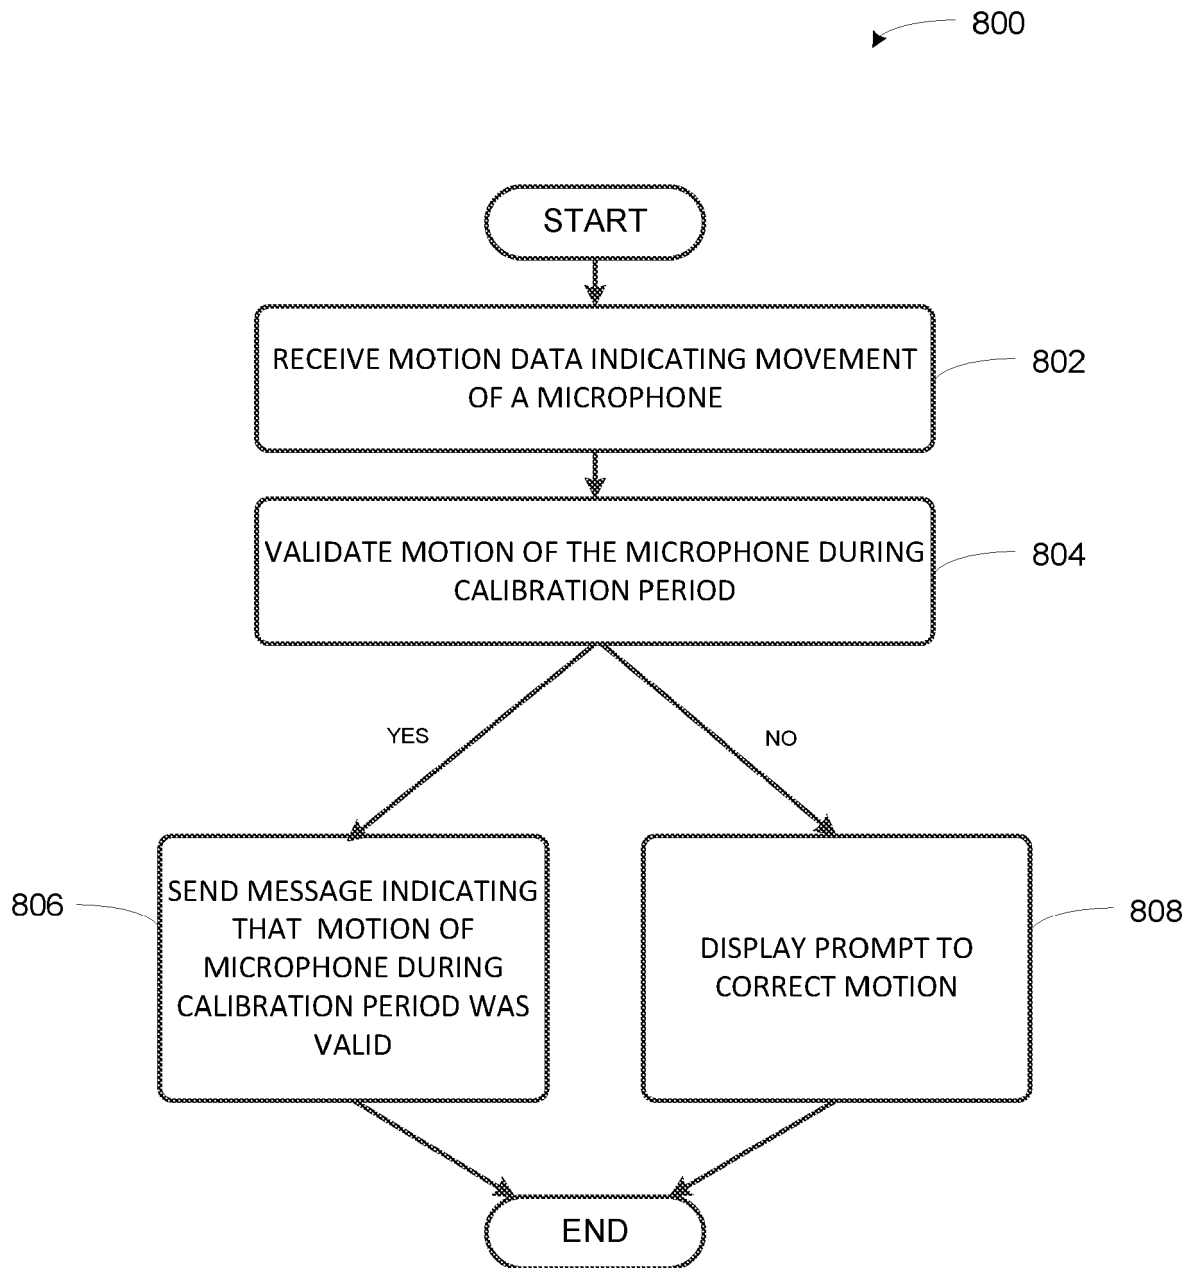 800
START
RECEIVE MOTION DATA INDICATING MOVEMENT
OF A MICROPHONE
802
VALIDATE MOTION OF THE MICROPHONE DURING
CALIBRATION PERIOD
804
YES
NO
806
SEND MESSAGE INDICATING
THAT MOTION OF
MICROPHONE DURING
CALIBRATION PERIOD WAS
VALID
DISPLAY PROMPT TO
CORRECT MOTION
808
END